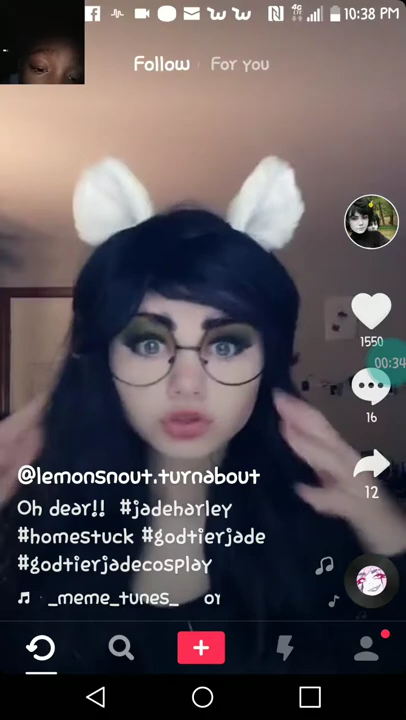 4G
10:38 PM
Follow
For you
1550
00:34
16
@lemonsnout.turnabout
12
Oh dear!! #jadeharley
#homestuck #godtierjade
#godtierjadecosplay
_meme_tunes_